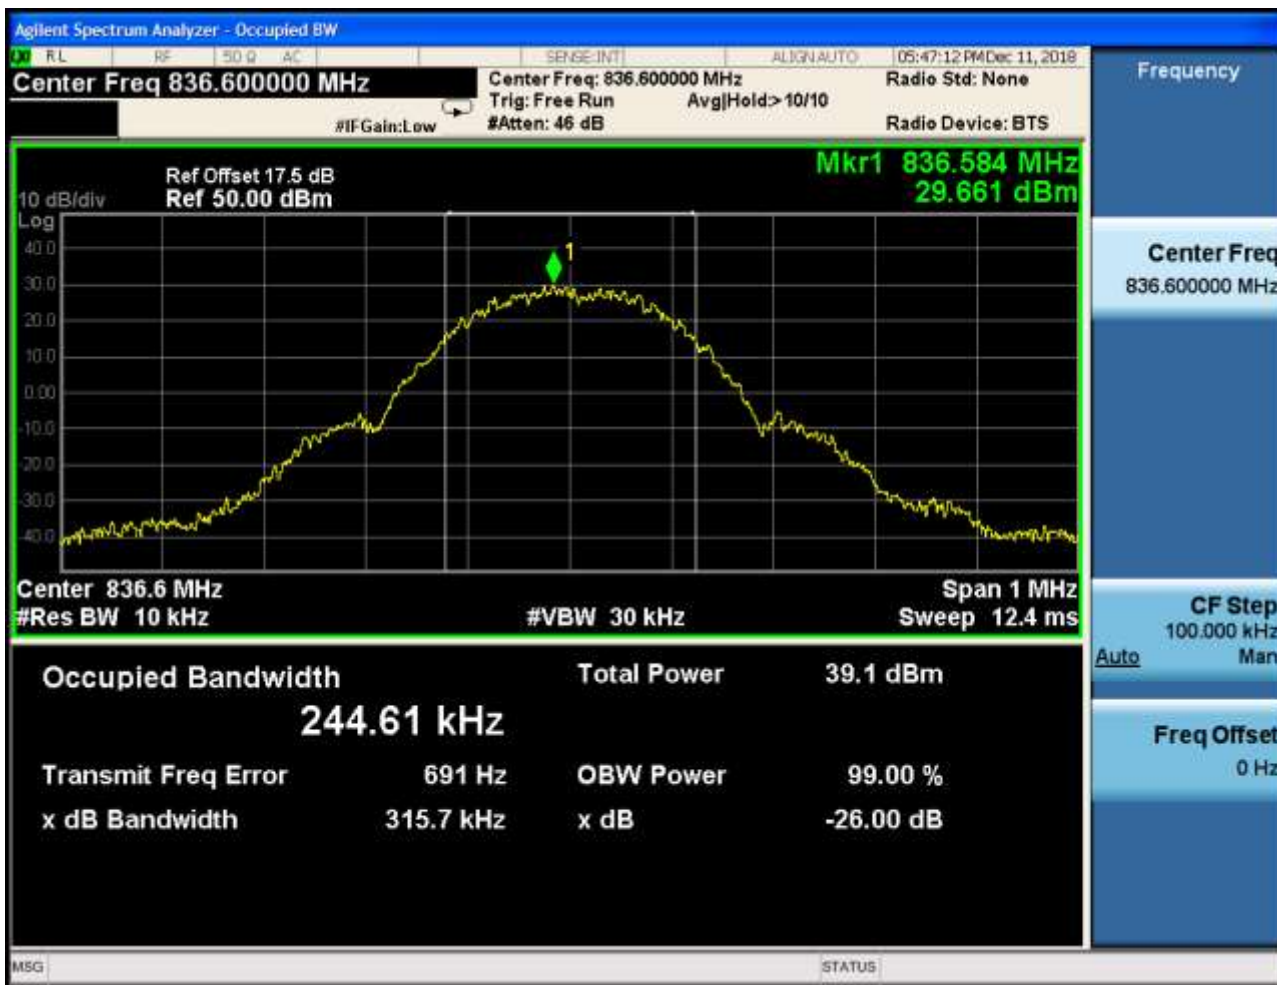 Agilent Spectrum Analyzer - Occupied BW
RL RF 50 Ω AC SENSE:INT ALIGN AUTO 05:47:12 PM Dec 11, 2018
Center Freq 836.600000 MHz
Center Freq: 836.600000 MHz
Radio Std: None
Trig: Free Run Avg|Hold:>10/10
#IFGain:Low
#Atten: 46 dB
Radio Device: BTS
Mkr1 836.584 MHz
29.661 dBm
Ref Offset 17.5 dB
10 dB/div Ref 50.00 dBm
Log
40.0
30.0
20.0
10.0
0.00
-10.0
-20.0
-30.0
-40.0
1
Center 836.6 MHz Span 1 MHz
#Res BW 10 kHz #VBW 30 kHz Sweep 12.4 ms
Occupied Bandwidth Total Power 39.1 dBm
244.61 kHz
Transmit Freq Error 691 Hz OBW Power 99.00 %
x dB Bandwidth 315.7 kHz x dB -26.00 dB
MSG STATUS
Frequency
Center Freq
836.600000 MHz
CF Step
100.000 kHz
Auto Man
Freq Offset
0 Hz